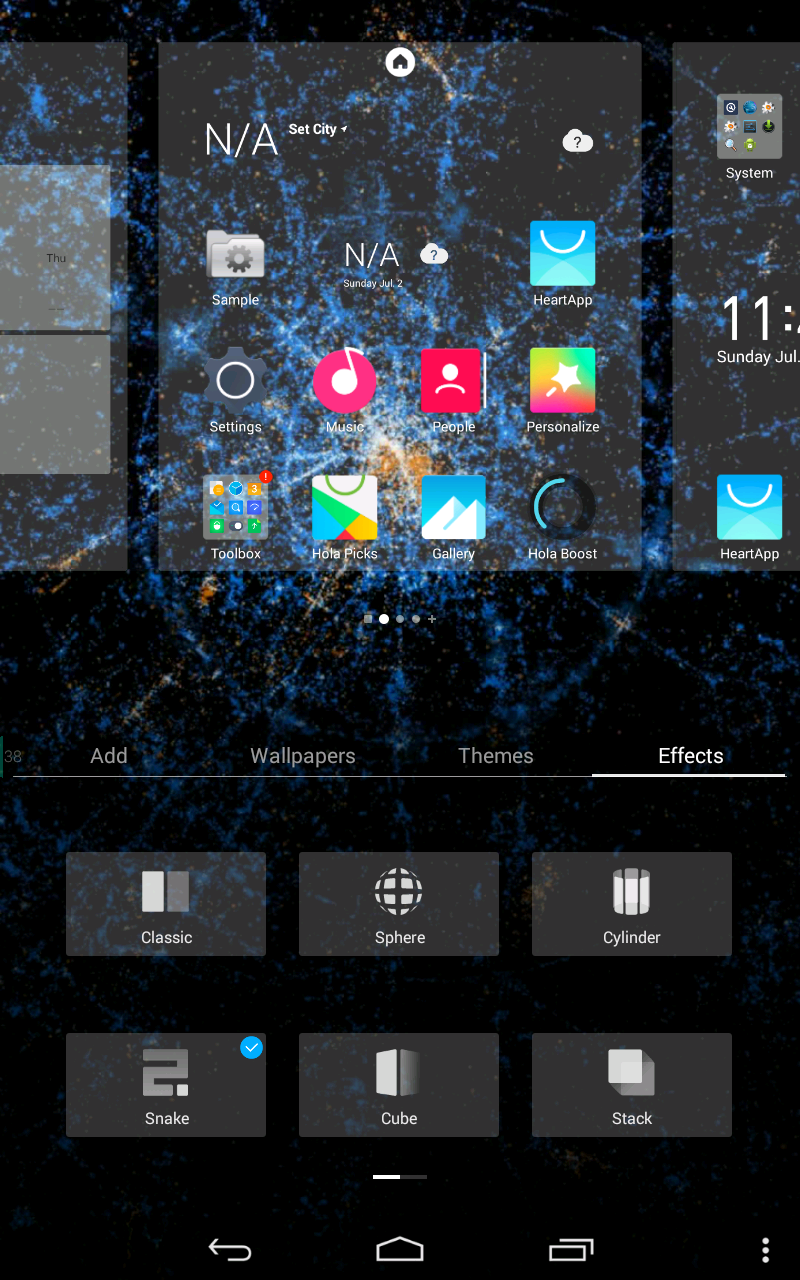 N/A Set City
?
System
Thu
N/A
?
Sunday Jul. 2
Sample
HeartApp
11:
Sunday Jul.
Settings
Music
People
Personalize
!
3
Toolbox
Hola Picks
Gallery
Hola Boost
HeartApp
38
Add
Wallpapers
Themes
Effects
Classic
Sphere
Cylinder
Snake
Cube
Stack